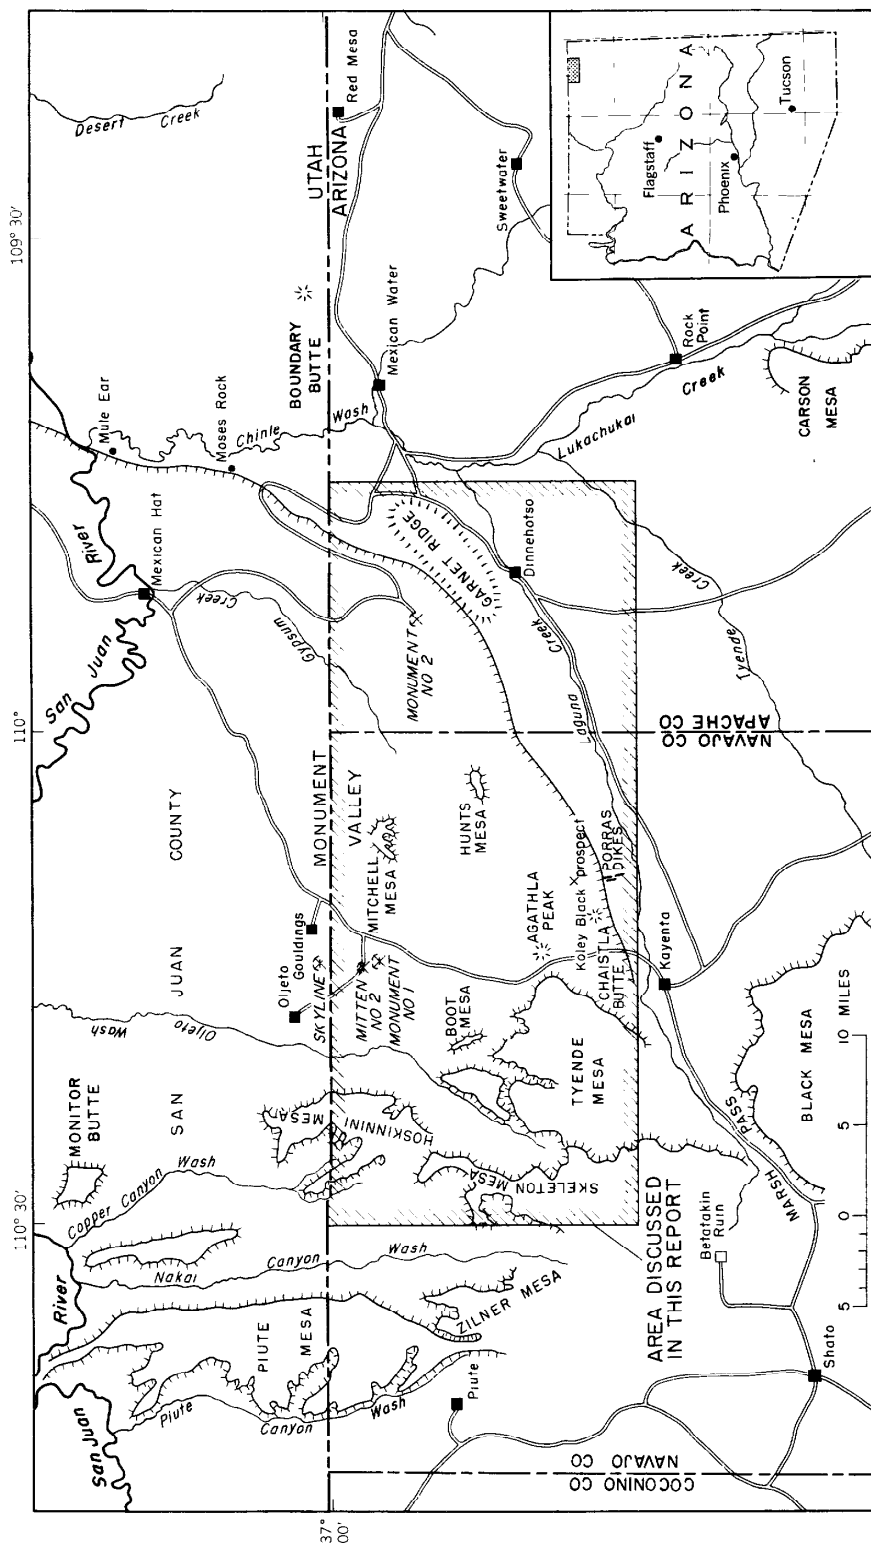 110° 30'
110°
109° 30'
37°
00'
San Juan
River
Piute
Canyon
Wash
PIUTE
MESA
Nakai
Canyon
Wash
Copper Canyon
Wash
MONITOR
BUTTE
SAN
JUAN
COUNTY
HOSKINNINI
MESA
Oljeto
Wash
Oljeto
Gouldings
SKYLINE
San Juan
River
Mexican Hat
Gypsum
Creek
Mule Ear
Moses Rock
Chinle
Wash
BOUNDARY
BUTTE
Desert Creek
UTAH
ARIZONA
Red Mesa
MONUMENT
VALLEY
MITTEN
NO 2
MONUMENT
NO 1
MITCHELL
MESA
MONUMENT
NO 2
Mexican Water
Sweetwater
Piute
ZILNER MESA
SKELETON
MESA
BOOT
MESA
TYENDE
MESA
AGATHLA
PEAK
HUNTS
MESA
GARNET RIDGE
Dinnehotso
Koley Black prospect
CHAISTLA
BUTTE
PORRAS
DIKES
Laguna
Creek
Lukachukai
Creek
Rock
Point
CARSON
MESA
Tyende
Creek
NAVAJO CO
APACHE CO
COCONINO CO
NAVAJO CO
AREA DISCUSSED
IN THIS REPORT
Betatakin
Ruin
Kayenta
MARSH
PASS
BLACK MESA
Shato
5
0
5
10 MILES
ARIZONA
Flagstaff
Phoenix
Tucson